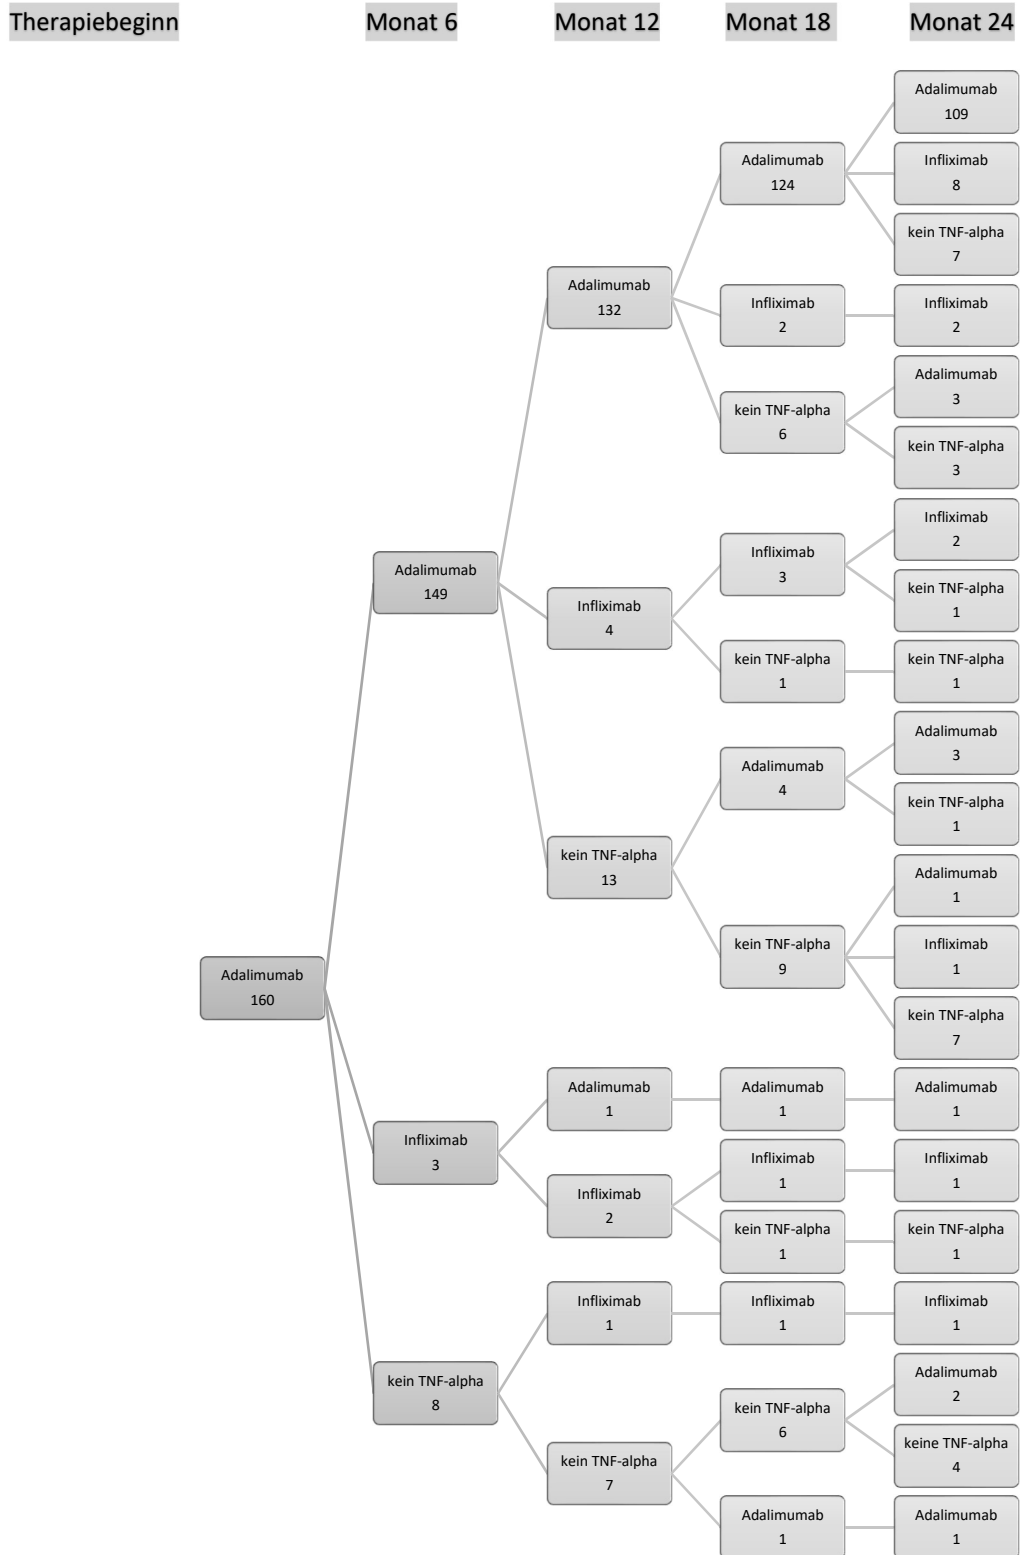 Therapiebeginn
Monat 6
Monat 12
Monat 18
Monat 24
Adalimumab
160
Adalimumab
149
Adalimumab
132
Adalimumab
124
Adalimumab
109
Infliximab
8
kein TNF-alpha
7
Infliximab
2
Infliximab
2
kein TNF-alpha
6
Adalimumab
3
kein TNF-alpha
3
Infliximab
4
Infliximab
3
Infliximab
2
kein TNF-alpha
1
kein TNF-alpha
1
kein TNF-alpha
1
kein TNF-alpha
13
Adalimumab
4
Adalimumab
3
kein TNF-alpha
1
kein TNF-alpha
9
Adalimumab
1
Infliximab
1
kein TNF-alpha
7
Infliximab
3
Adalimumab
1
Adalimumab
1
Adalimumab
1
Infliximab
2
Infliximab
1
Infliximab
1
kein TNF-alpha
1
kein TNF-alpha
1
kein TNF-alpha
8
Infliximab
1
Infliximab
1
Infliximab
1
kein TNF-alpha
7
kein TNF-alpha
6
Adalimumab
2
keine TNF-alpha
4
Adalimumab
1
Adalimumab
1